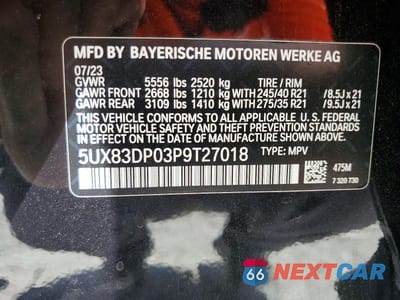 MFD BY BAYERISCHE MOTOREN WERKE AG
07/23
GVWR 5556 lbs 2520 kg TIRE / RIM
GAWR FRONT 2668 lbs 1210 kg WITH 245/40 R21 /8.5J x 21
GAWR REAR 3109 lbs 1410 kg WITH 275/35 R21 /9.5J x 21
THIS VEHICLE CONFORMS TO ALL APPLICABLE U.S. FEDERAL
MOTOR VEHICLE SAFETY AND THEFT PREVENTION STANDARDS
IN EFFECT ON THE DATE OF MANUFACTURE SHOWN ABOVE.
5UX83DP03P9T27018 TYPE: MPV
475M
7 320 730
66 NEXTCAR